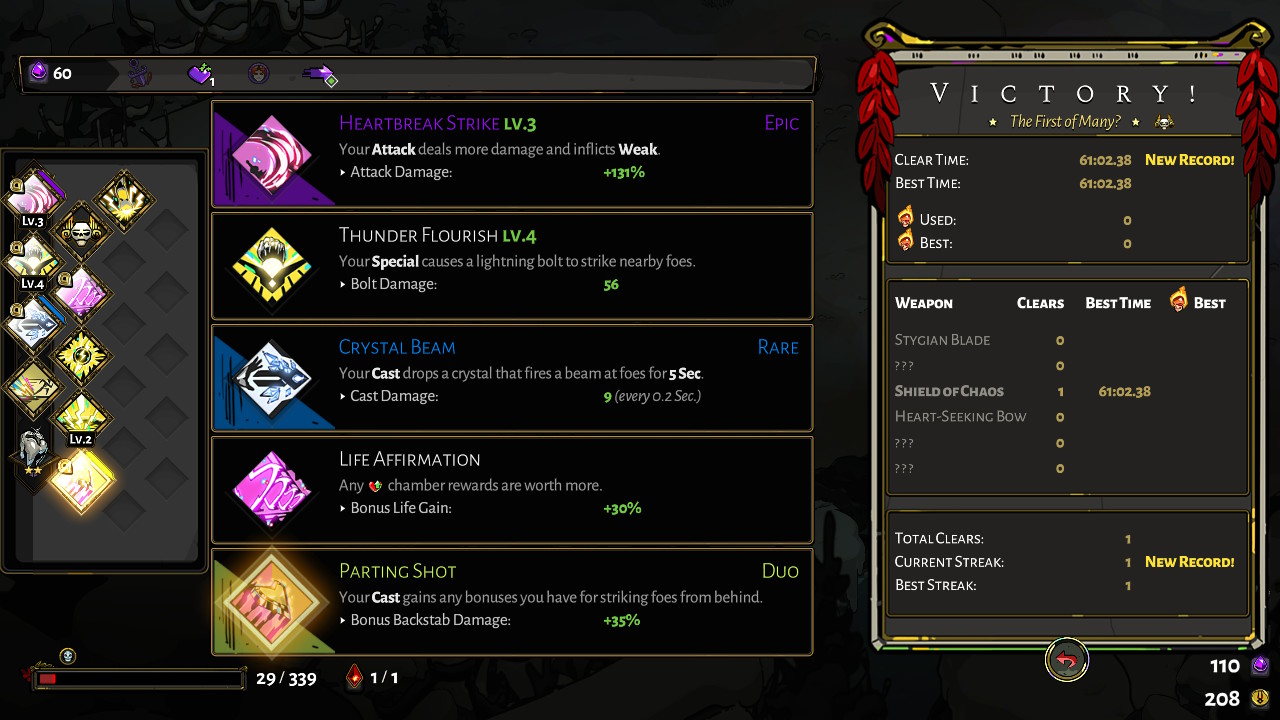 60
1
Lv.3
Lv.4
Lv.2
HEARTBREAK STRIKE LV.3 EPIC
Your Attack deals more damage and inflicts Weak.
Attack Damage: +131%
THUNDER FLOURISH LV.4
Your Special causes a lightning bolt to strike nearby foes.
Bolt Damage: 56
CRYSTAL BEAM RARE
Your Cast drops a crystal that fires a beam at foes for 5 Sec.
Cast Damage: 9 (every 0.2 Sec.)
LIFE AFFIRMATION
Any chamber rewards are worth more.
Bonus Life Gain: +30%
PARTING SHOT DUO
Your Cast gains any bonuses you have for striking foes from behind.
Bonus Backstab Damage: +35%
29 / 339 1 / 1
VICTORY!
The First of Many?
CLEAR TIME: 61:02.38 NEW RECORD!
BEST TIME: 61:02.38
USED: 0
BEST: 0
WEAPON CLEARS BEST TIME BEST
STYGIAN BLADE 0
??? 0
SHIELD OF CHAOS 1 61:02.38
HEART-SEEKING BOW 0
??? 0
??? 0
TOTAL CLEARS: 1
CURRENT STREAK: 1 NEW RECORD!
BEST STREAK: 1
110
208